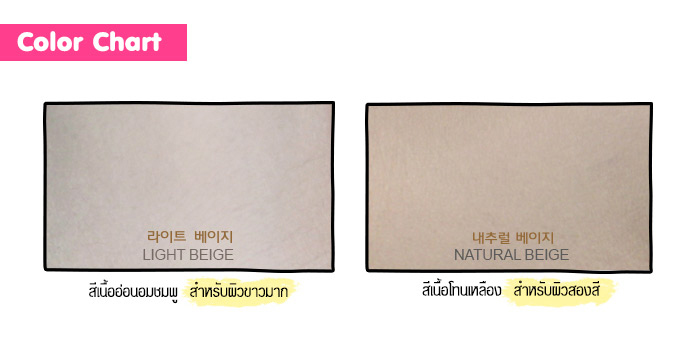 Color Chart
라이트 베이지
LIGHT BEIGE
สีเนื้ออ่อนอมชมพู สำหรับผิวขาวมาก
내추럴 베이지
NATURAL BEIGE
สีเนื้อโทนเหลือง สำหรับผิวสองสี